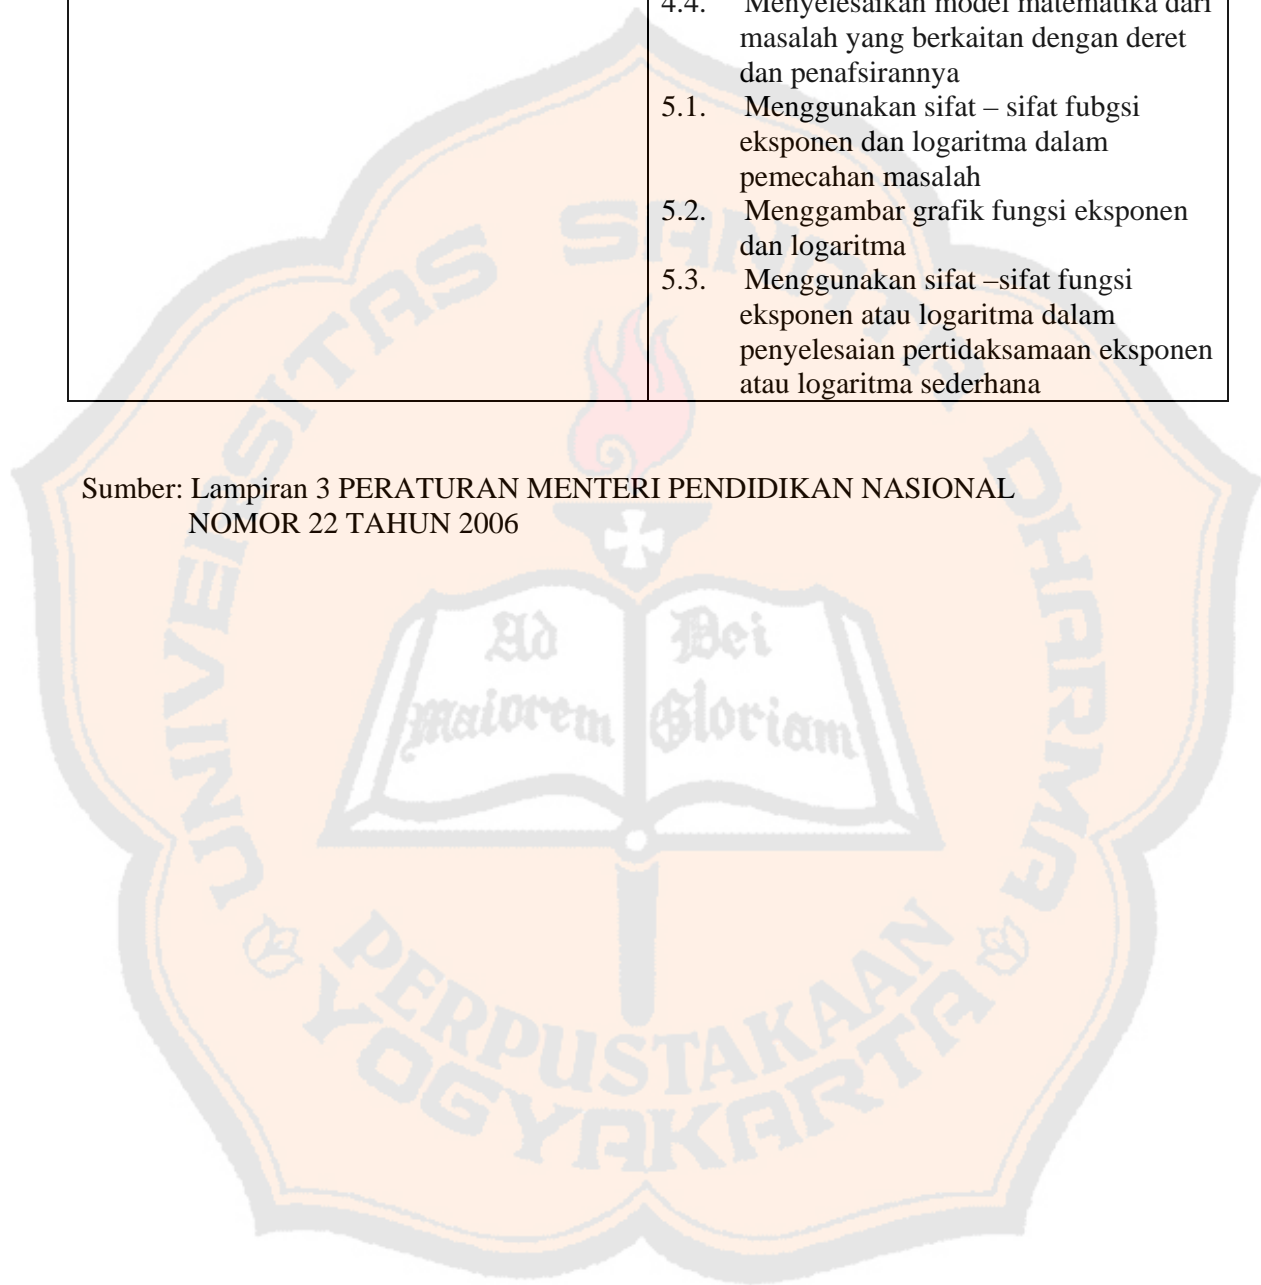 4.4. Menyelesaikan model matematika dari
masalah yang berkaitan dengan deret
dan penafsirannya
5.1. Menggunakan sifat – sifat fubgsi
eksponen dan logaritma dalam
pemecahan masalah
5.2. Menggambar grafik fungsi eksponen
dan logaritma
5.3. Menggunakan sifat –sifat fungsi
eksponen atau logaritma dalam
penyelesaian pertidaksamaan eksponen
atau logaritma sederhana
Sumber: Lampiran 3 PERATURAN MENTERI PENDIDIKAN NASIONAL
NOMOR 22 TAHUN 2006
UNIVERSITAS SANATA DHARMA
Ad Dei
maiorem Gloriam
PERPUSTAKAAN
YOGYAKARTA